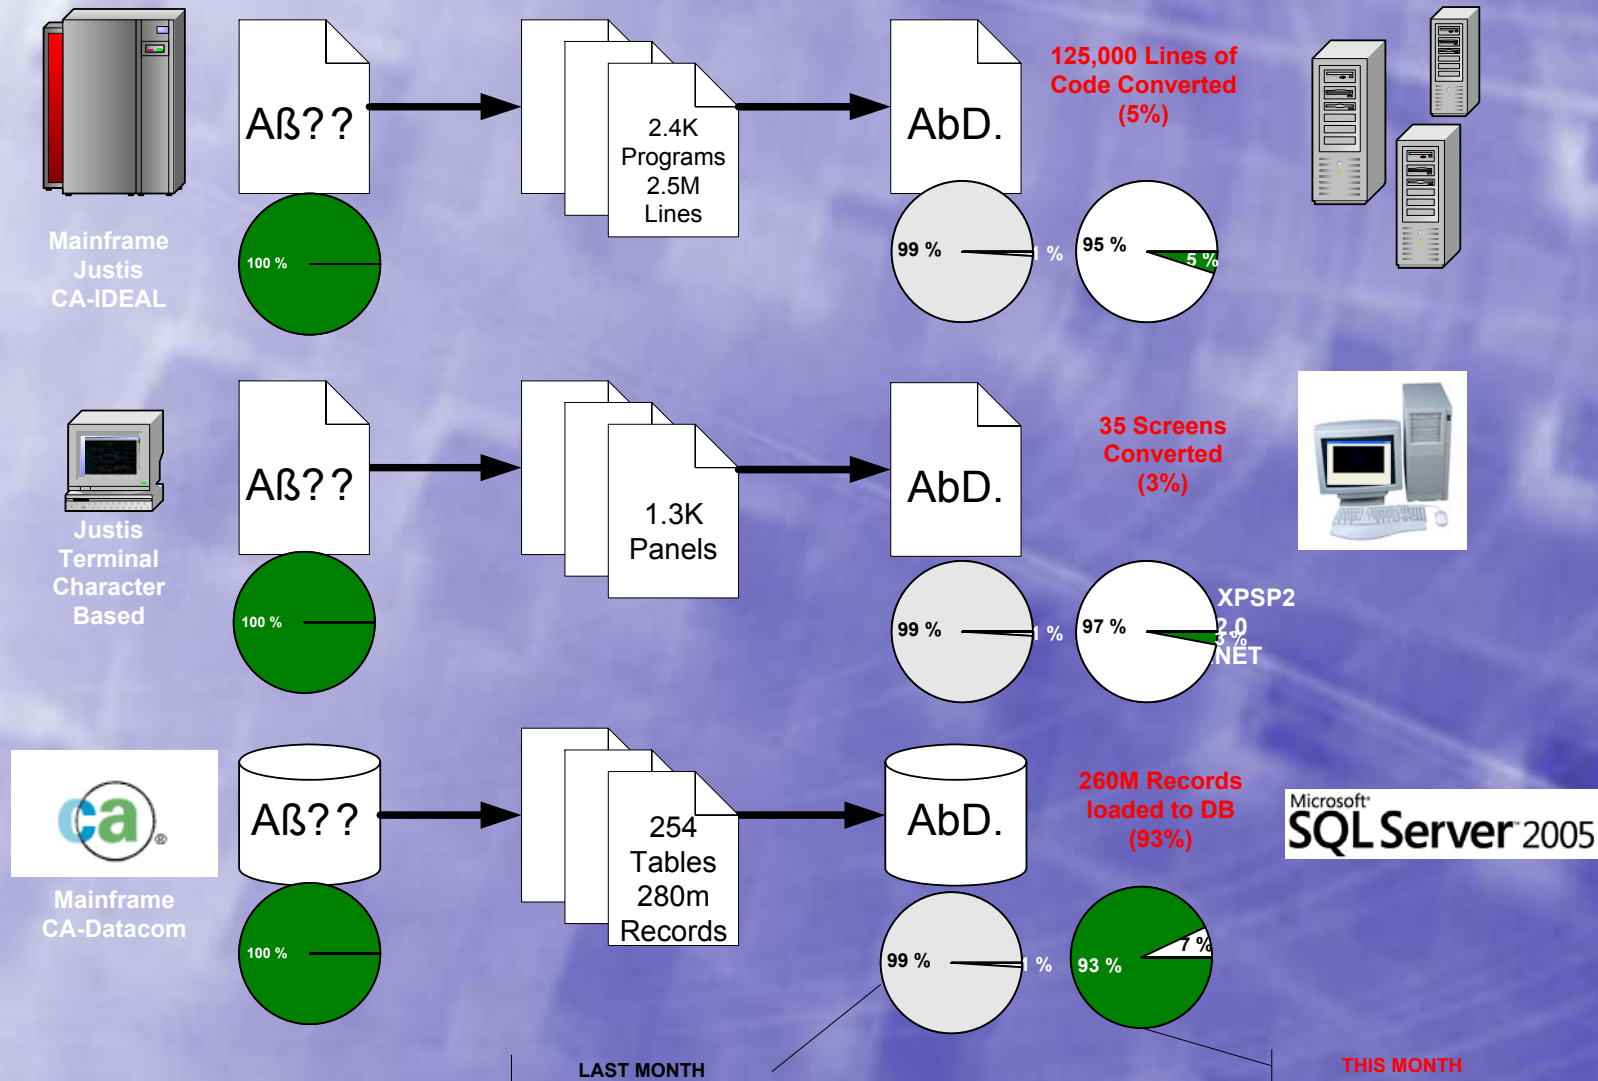 Aß??
2.4K
Programs
2.5M
Lines
AbD.
125,000 Lines of
Code Converted
(5%)
Mainframe
Justis
CA-IDEAL
100 %
99 %
1 %
95 %
5 %
Aß??
1.3K
Panels
AbD.
35 Screens
Converted
(3%)
Justis
Terminal
Character
Based
100 %
99 %
1 %
97 %
3 %
XPSP2
2.0
.NET
ca®
Mainframe
CA-Datacom
Aß??
254
Tables
280m
Records
AbD.
260M Records
loaded to DB
(93%)
Microsoft®
SQL Server™ 2005
100 %
99 %
1 %
93 %
7 %
LAST MONTH
THIS MONTH